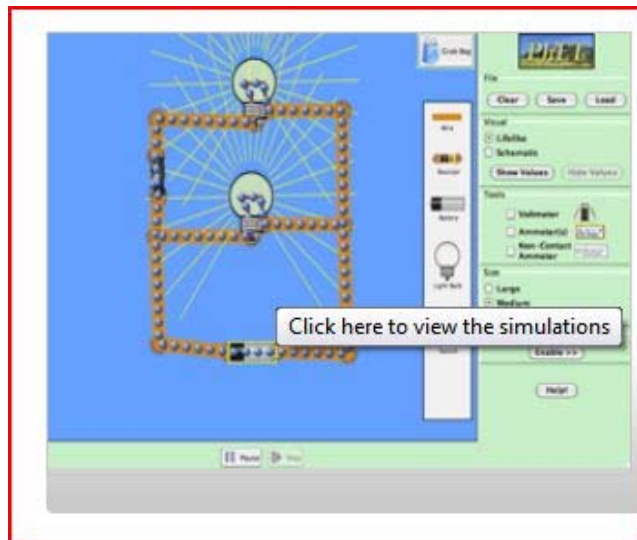 Grab Bag
PhET
File
Clear Save Load
Visual
Lifelike
Schematic
Show Values Hide Values
Wire
Resistor
Battery
Light Bulb
Tools
Voltmeter
Ammeter(s)
Non-Contact
Ammeter
Size
Large
Medium
Click here to view the simulations
Enable >>
Help!
Pause